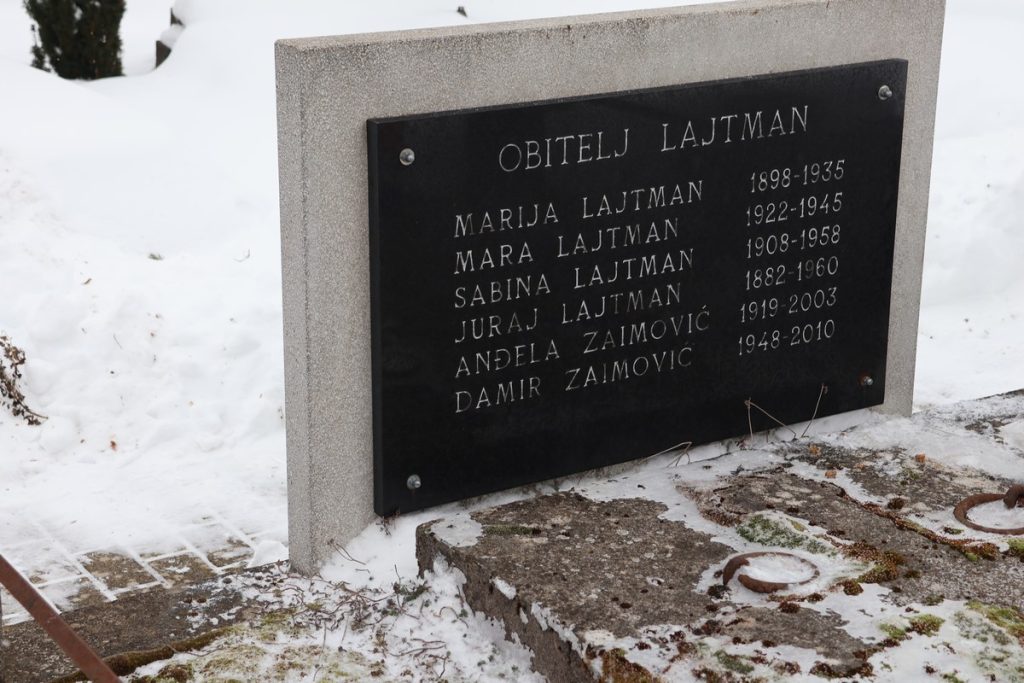 OBITELJ LAJTMAN
MARIJA LAJTMAN 1898-1935
MARA LAJTMAN 1922-1945
SABINA LAJTMAN 1908-1958
JURAJ LAJTMAN 1882-1960
ANĐELA ZAIMOVIĆ 1919-2003
DAMIR ZAIMOVIĆ 1948-2010